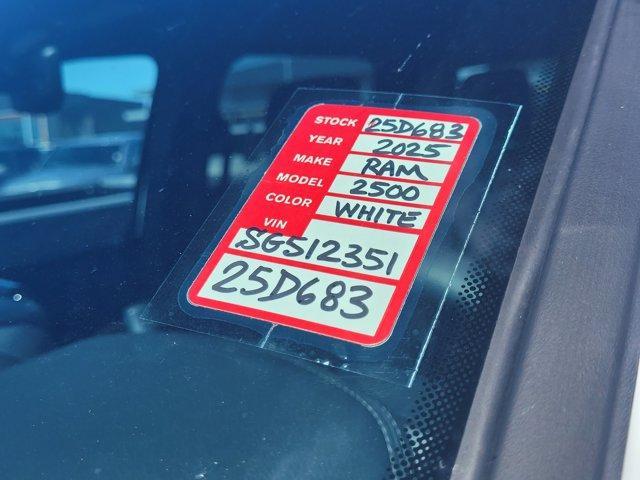 STOCK 25D683
YEAR 2025
MAKE RAM
MODEL 2500
COLOR WHITE
VIN
SG512351
25D683